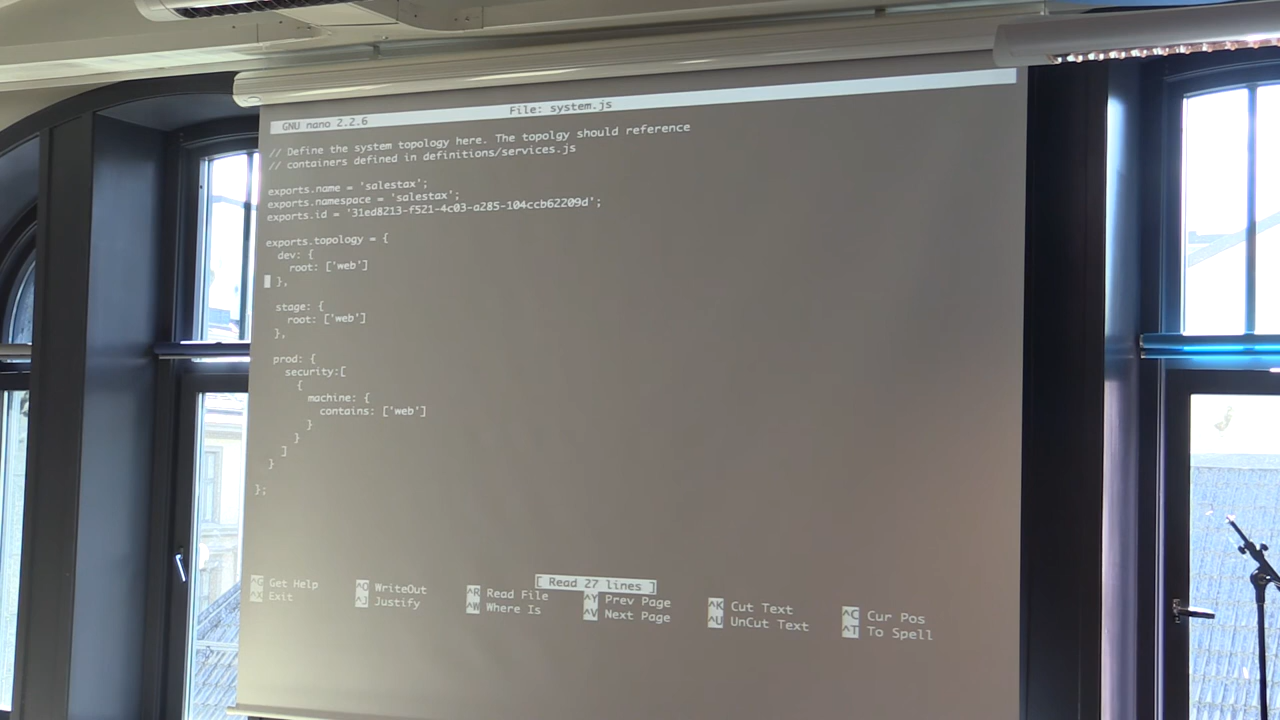 GNU nano 2.2.6 File: system.js
// Define the system topology here. The topolgy should reference
// containers defined in definitions/services.js
exports.name = 'salestax';
exports.namespace = 'salestax';
exports.id = '31ed8213-f521-4c03-a285-104ccb62209d';
exports.topology = {
dev: {
root: ['web']
},
stage: {
root: ['web']
},
prod: {
security:[
{
machine: {
contains: ['web']
}
}
]
}
};
[ Read 27 lines ]
^G Get Help ^O WriteOut ^R Read File ^Y Prev Page ^K Cut Text ^C Cur Pos
^X Exit ^J Justify ^W Where Is ^V Next Page ^U UnCut Text ^T To Spell